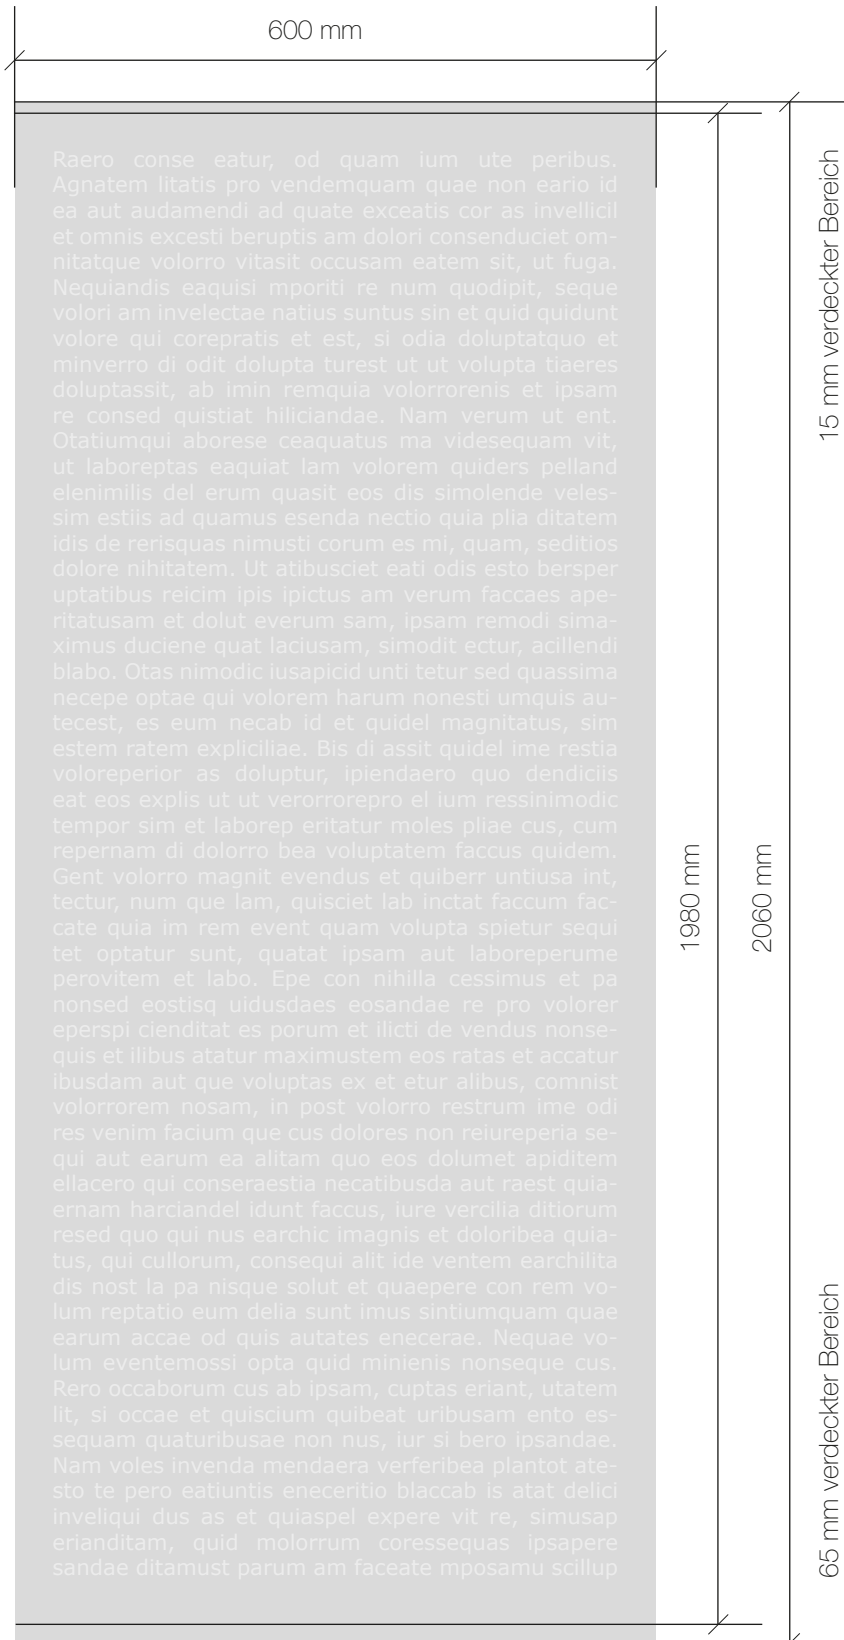 600 mm
15 mm verdeckter Bereich
Raero conse eatur, od quam ium ute peribus.
Agnatem litatis pro vendemquam quae non eario id
ea aut audamendi ad quate exceatis cor as invellicil
et omnis excesti beruptis am dolori consenduciet om-
nitatque volorro vitasit occusam eatem sit, ut fuga.
Nequiandis eaquisi mporiti re num quodipit, seque
volori am invelectae natius suntus sin et quid quidunt
volore qui corepratis et est, si odia doluptatquo et
minverro di odit dolupta turest ut ut volupta tiaeres
doluptassit, ab imin remquia volorrorenis et ipsam
re consed quistiat hiliciandae. Nam verum ut ent.
Otatiumqui aborese ceaquatus ma videsequam vit,
ut laboreptas eaquiat lam volorem quiders pelland
elenimilis del erum quasit eos dis simolende veles-
sim estiis ad quamus esenda nectio quia plia ditatem
idis de rerisquas nimusti corum es mi, quam, seditios
dolore nihitatem. Ut atibusciet eati odis esto bersper
uptatibus reicim ipis ipictus am verum faccaes ape-
ritatusam et dolut everum sam, ipsam remodi sima-
ximus duciene quat laciusam, simodit ectur, acillendi
blabo. Otas nimodic iusapicid unti tetur sed quassima
necepe optae qui volorem harum nonesti umquis au-
tecest, es eum necab id et quidel magnitatus, sim
estem ratem expliciliae. Bis di assit quidel ime restia
voloreperior as doluptur, ipiendaero quo dendiciis
eat eos explis ut ut verorrorepro el ium ressinimodic
tempor sim et laborep eritatur moles pliae cus, cum
repernam di dolorro bea voluptatem faccus quidem.
Gent volorro magnit evendus et quiberr untiusa int,
tectur, num que lam, quisciet lab inctat faccum fac-
cate quia im rem event quam volupta spietur sequi
tet optatur sunt, quatat ipsam aut laboreperume
perovitem et labo. Epe con nihilla cessimus et pa
nonsed eostisq uidusdaes eosandae re pro volorer
eperspi cienditat es porum et ilicti de vendus nonse-
quis et ilibus atatur maximustem eos ratas et accatur
ibusdam aut que voluptas ex et etur alibus, comnist
volorrorem nosam, in post volorro restrum ime odi
res venim facium que cus dolores non reiureperia se-
qui aut earum ea alitam quo eos dolumet apiditem
ellacero qui conseraestia necatibusda aut raest quia-
ernam harciandel idunt faccus, iure vercilia ditiorum
resed quo qui nus earchic imagnis et doloribea quia-
tus, qui cullorum, consequi alit ide ventem earchilita
dis nost la pa nisque solut et quaepere con rem vo-
lum reptatio eum delia sunt imus sintiumquam quae
earum accae od quis autates enecerae. Nequae vo-
lum eventemossi opta quid minienis nonseque cus.
Rero occaborum cus ab ipsam, cuptas eriant, utatem
lit, si occae et quiscium quibeat uribusam ento es-
sequam quaturibusae non nus, iur si bero ipsandae.
Nam voles invenda mendaera verferibea plantot ate-
sto te pero eatiuntis eneceritio blaccab is atat delici
inveliqui dus as et quiaspel expere vit re, simusap
erianditam, quid molorrum coressequas ipsapere
sandae ditamust parum am faceate mposamu scillup
1980 mm
2060 mm
65 mm verdeckter Bereich